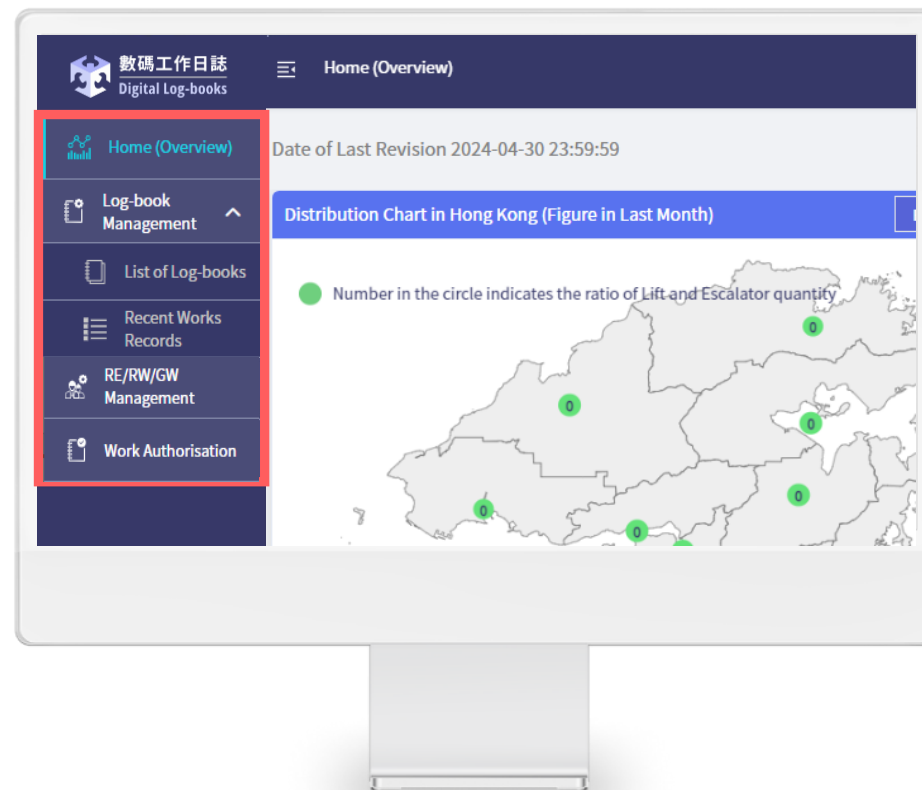 數碼工作日誌
Digital Log-books
Home (Overview)
Home (Overview)
Log-book
Management
List of Log-books
Recent Works
Records
RE/RW/GW
Management
Work Authorisation
Date of Last Revision 2024-04-30 23:59:59
Distribution Chart in Hong Kong (Figure in Last Month)
Number in the circle indicates the ratio of Lift and Escalator quantity
0
0
0
0
0
0